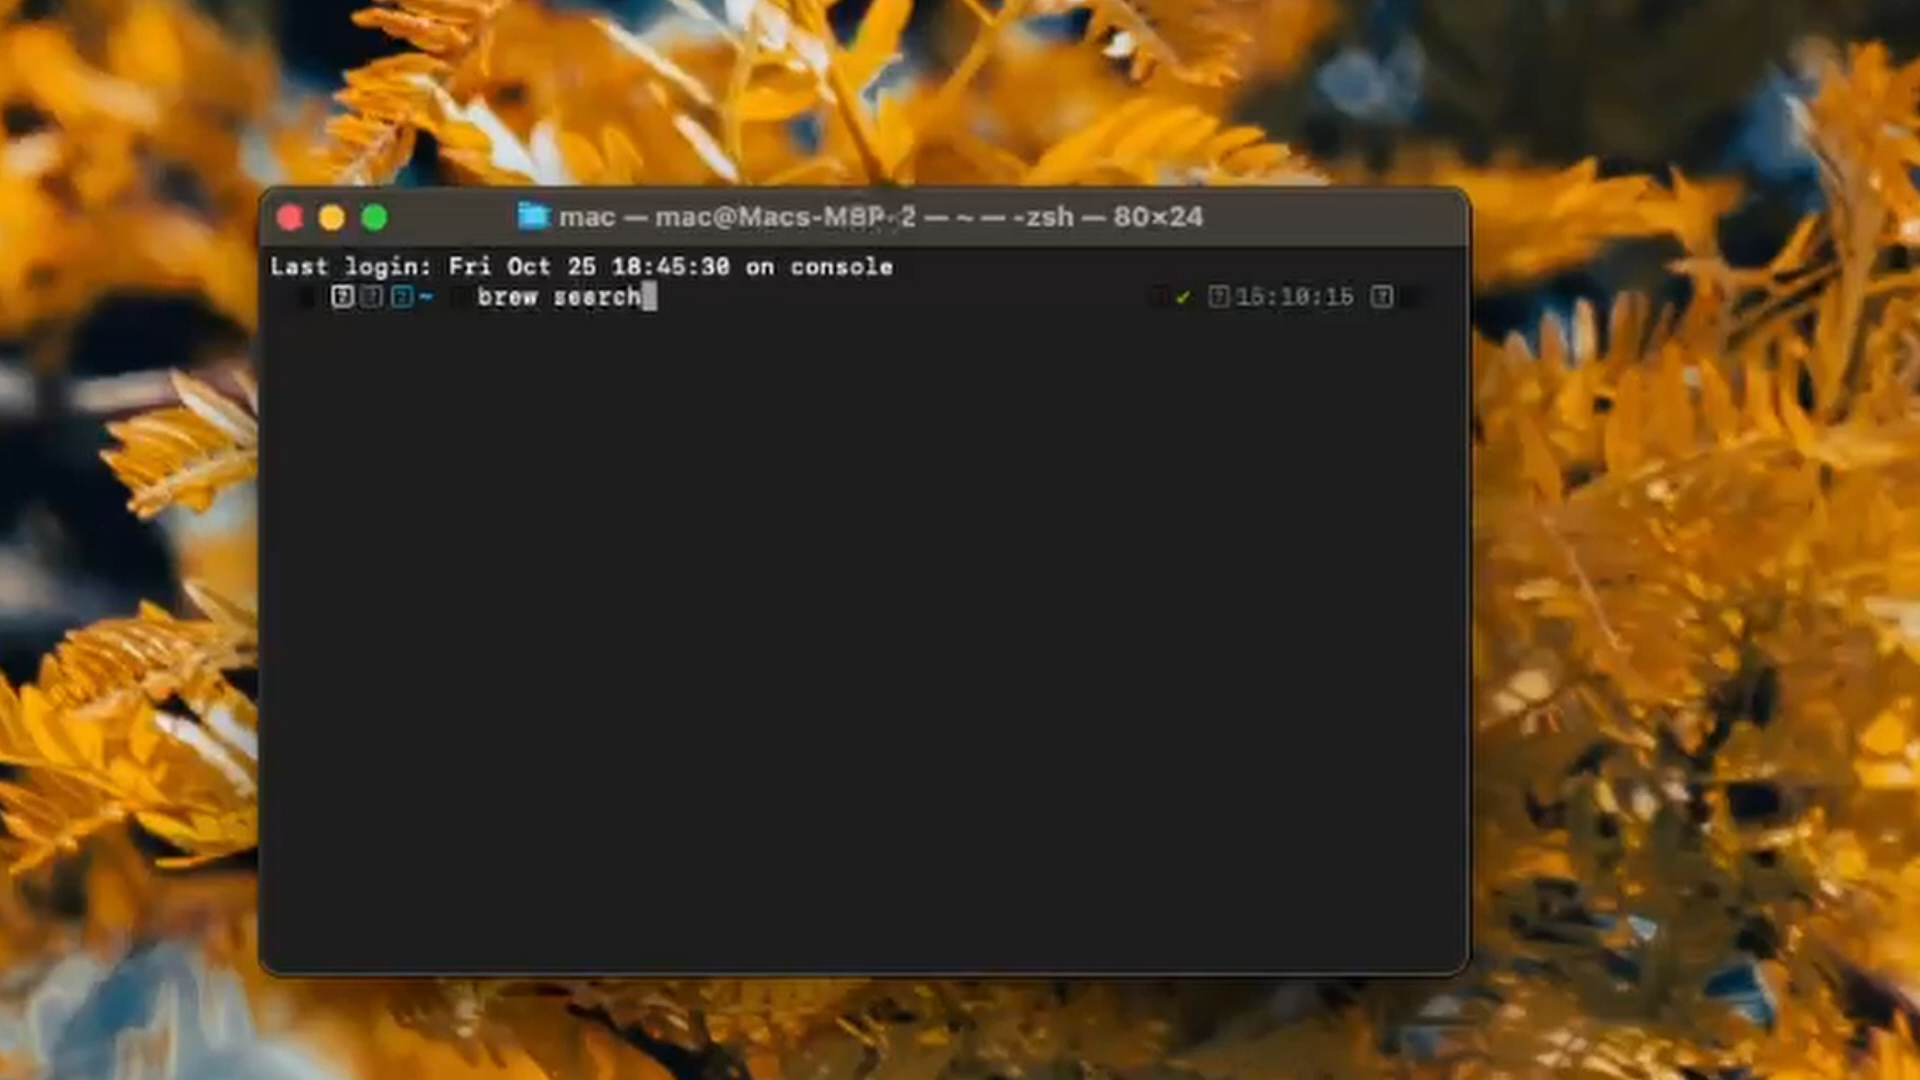 mac — mac@Macs-MBP-2 — ~ — -zsh — 80×24
Last login: Fri Oct 25 18:45:30 on console
~ brew search ✓ 15:10:15